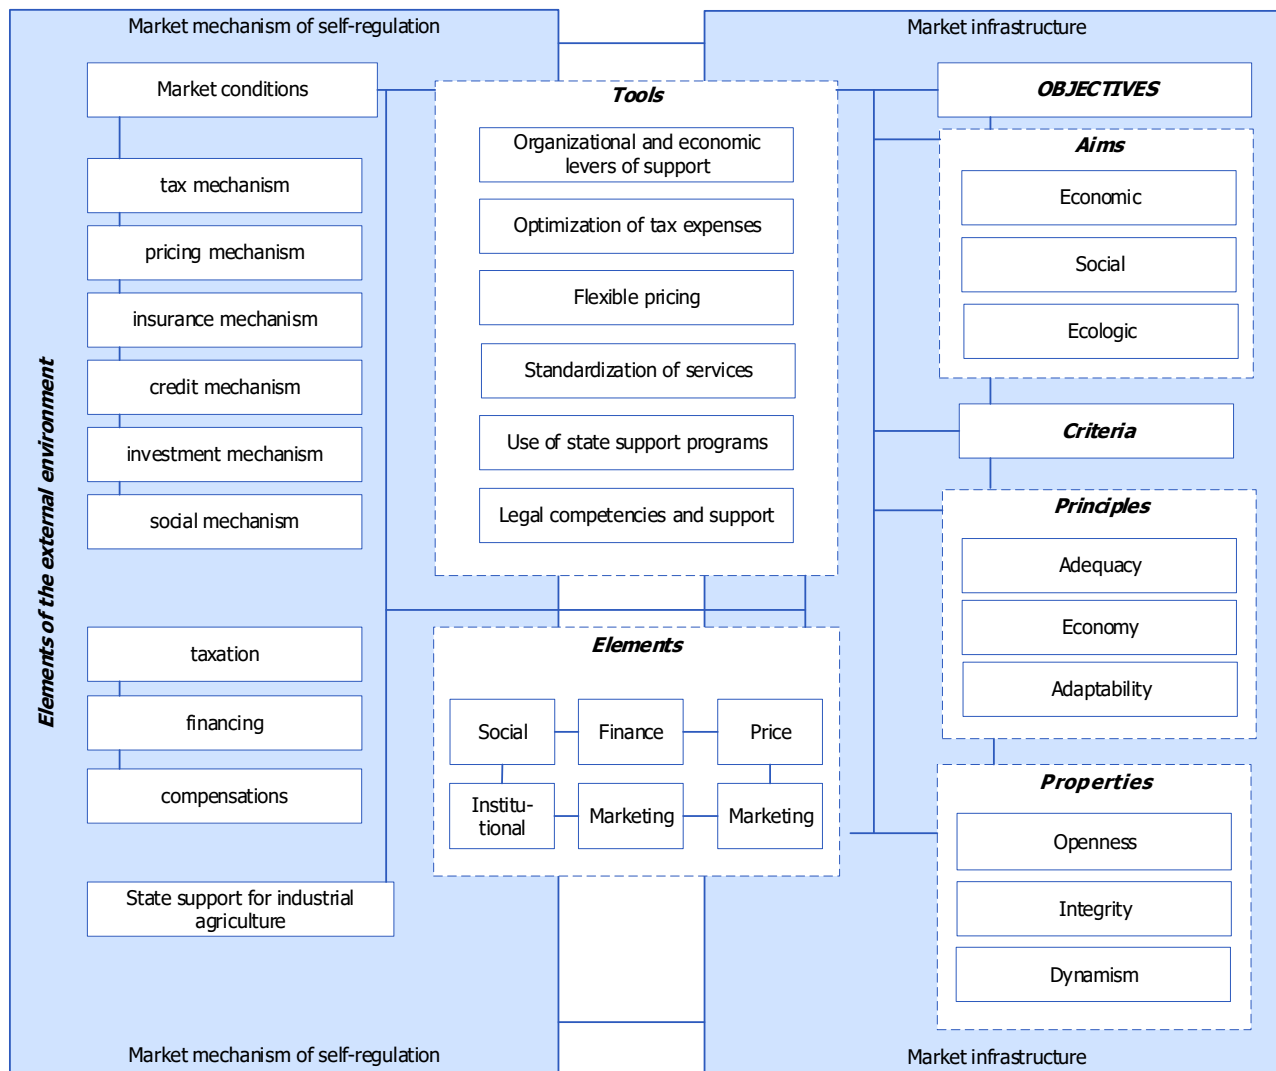 Market mechanism of self-regulation
Market infrastructure
Elements of the external environment
Market conditions
tax mechanism
pricing mechanism
insurance mechanism
credit mechanism
investment mechanism
social mechanism
taxation
financing
compensations
State support for industrial
agriculture
Tools
Organizational and economic
levers of support
Optimization of tax expenses
Flexible pricing
Standardization of services
Use of state support programs
Legal competencies and support
Elements
Social
Finance
Price
Institu-
tional
Marketing
Marketing
OBJECTIVES
Aims
Economic
Social
Ecologic
Criteria
Principles
Adequacy
Economy
Adaptability
Properties
Openness
Integrity
Dynamism
Market mechanism of self-regulation
Market infrastructure